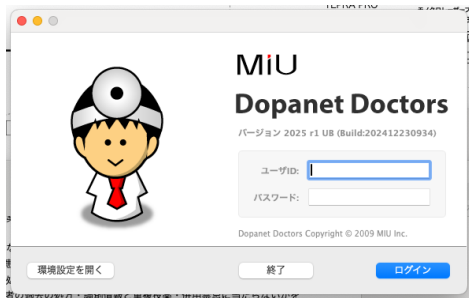 TEPRA PRO
MiU
Dopanet Doctors
バージョン 2025 r1 UB (Build:202412230934)
ユーザID:
パスワード:
Dopanet Doctors Copyright © 2009 MIU Inc.
環境設定を開く
終了
ログイン